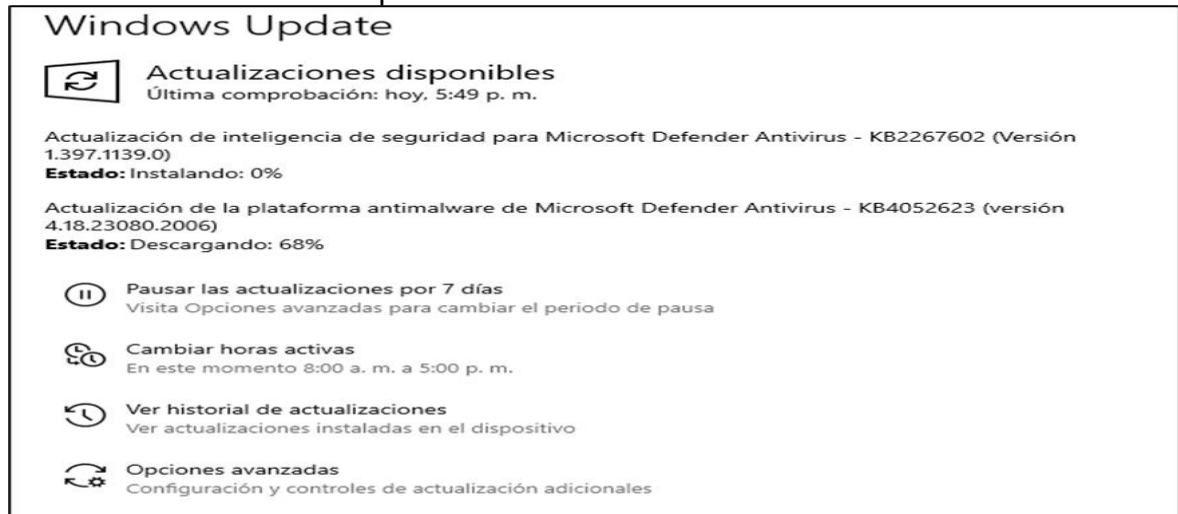 Windows Update
Actualizaciones disponibles
Última comprobación: hoy, 5:49 p. m.
Actualización de inteligencia de seguridad para Microsoft Defender Antivirus - KB2267602 (Versión
1.397.1139.0)
Estado: Instalando: 0%
Actualización de la plataforma antimalware de Microsoft Defender Antivirus - KB4052623 (versión
4.18.23080.2006)
Estado: Descargando: 68%
Pausar las actualizaciones por 7 días
Visita Opciones avanzadas para cambiar el periodo de pausa
Cambiar horas activas
En este momento 8:00 a. m. a 5:00 p. m.
Ver historial de actualizaciones
Ver actualizaciones instaladas en el dispositivo
Opciones avanzadas
Configuración y controles de actualización adicionales